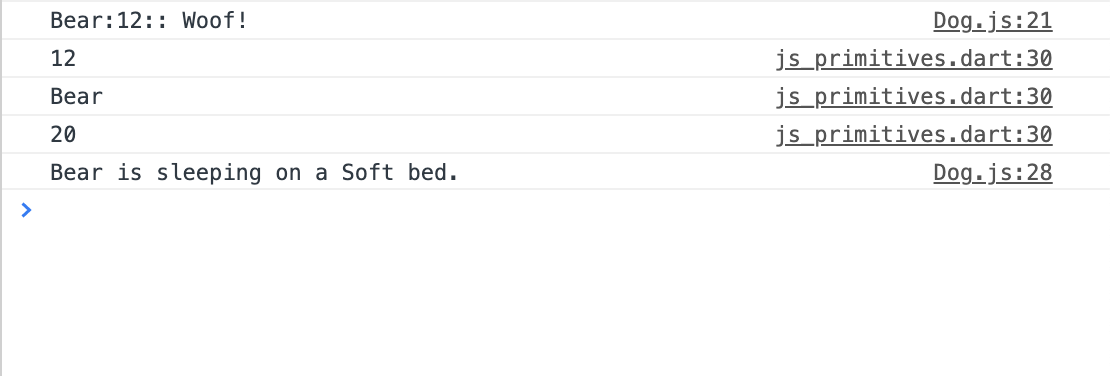 Bear:12:: Woof! Dog.js:21
12 js_primitives.dart:30
Bear js_primitives.dart:30
20 js_primitives.dart:30
Bear is sleeping on a Soft bed. Dog.js:28